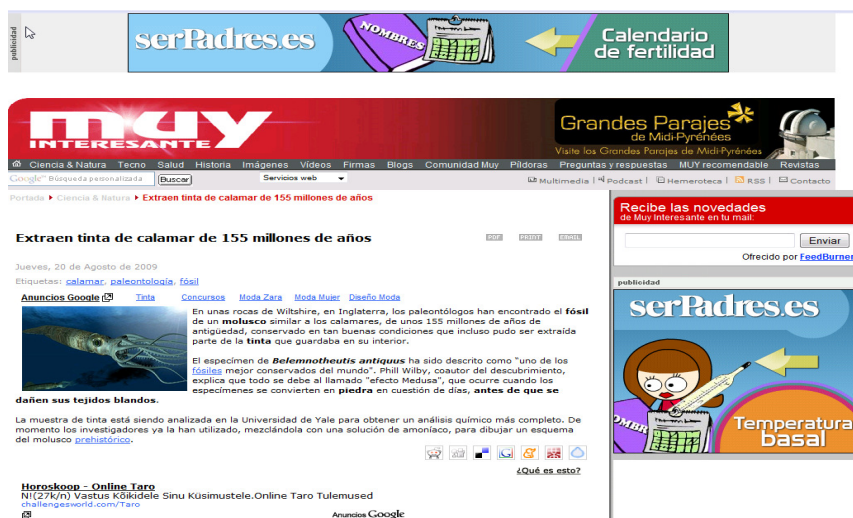 publicidad
serPadres.es
NOMBRES
Calendario
de fertilidad
muy
INTERESANTE
Grandes Parajes
de Midi-Pyrénées
Visite los Grandes Parajes de Midi-Pyrénées
Ciencia & Natura Tecno Salud Historia Imágenes Vídeos Firmas Blogs Comunidad Muy Píldoras Preguntas y respuestas MUY recomendable Revistas
Google™ Búsqueda personalizada Buscar Servicios web Multimedia | Podcast | Hemeroteca | RSS | Contacto
Portada Ciencia & Natura Extraen tinta de calamar de 155 millones de años
Extraen tinta de calamar de 155 millones de años PDF PRINT EMAIL
Jueves, 20 de Agosto de 2009
Etiquetas: calamar, paleontología, fósil
Anuncios Google Tinta Concursos Moda Zara Moda Mujer Diseño Moda
En unas rocas de Wiltshire, en Inglaterra, los paleontólogos han encontrado el fósil
de un molusco similar a los calamares, de unos 155 millones de años de
antigüedad, conservado en tan buenas condiciones que incluso pudo ser extraída
parte de la tinta que guardaba en su interior.
El espécimen de Belemnotheutis antiquus ha sido descrito como "uno de los
fósiles mejor conservados del mundo". Phill Wilby, coautor del descubrimiento,
explica que todo se debe al llamado "efecto Medusa", que ocurre cuando los
especímenes se convierten en piedra en cuestión de días, antes de que se
dañen sus tejidos blandos.
La muestra de tinta está siendo analizada en la Universidad de Yale para obtener un análisis químico más completo. De
momento los investigadores ya la han utilizado, mezclándola con una solución de amoníaco, para dibujar un esquema
del molusco prehistórico.
¿Qué es esto?
Horoskoop - Online Taro
N!(27k/n) Vastus Kõikidele Sinu Küsimustele.Online Taro Tulemused
challengesworld.com/Taro
Anuncios Google
Recibe las novedades
de Muy Interesante en tu mail:
Enviar
Ofrecido por FeedBurner
publicidad
serPadres.es
Temperatura
basal